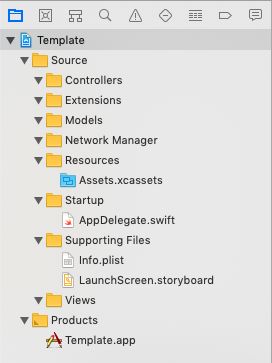 Template
Source
Controllers
Extensions
Models
Network Manager
Resources
Assets.xcassets
Startup
AppDelegate.swift
Supporting Files
Info.plist
LaunchScreen.storyboard
Views
Products
Template.app